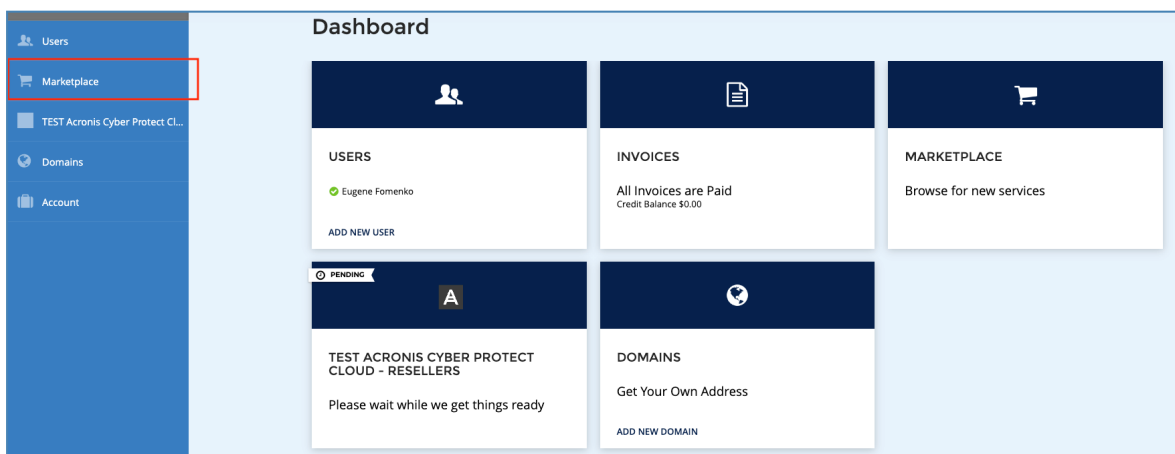 Users
Marketplace
TEST Acronis Cyber Protect Cl...
Domains
Account
Dashboard
USERS
Eugene Fomenko
ADD NEW USER
INVOICES
All Invoices are Paid
Credit Balance $0.00
MARKETPLACE
Browse for new services
PENDING
A
TEST ACRONIS CYBER PROTECT
CLOUD - RESELLERS
Please wait while we get things ready
DOMAINS
Get Your Own Address
ADD NEW DOMAIN